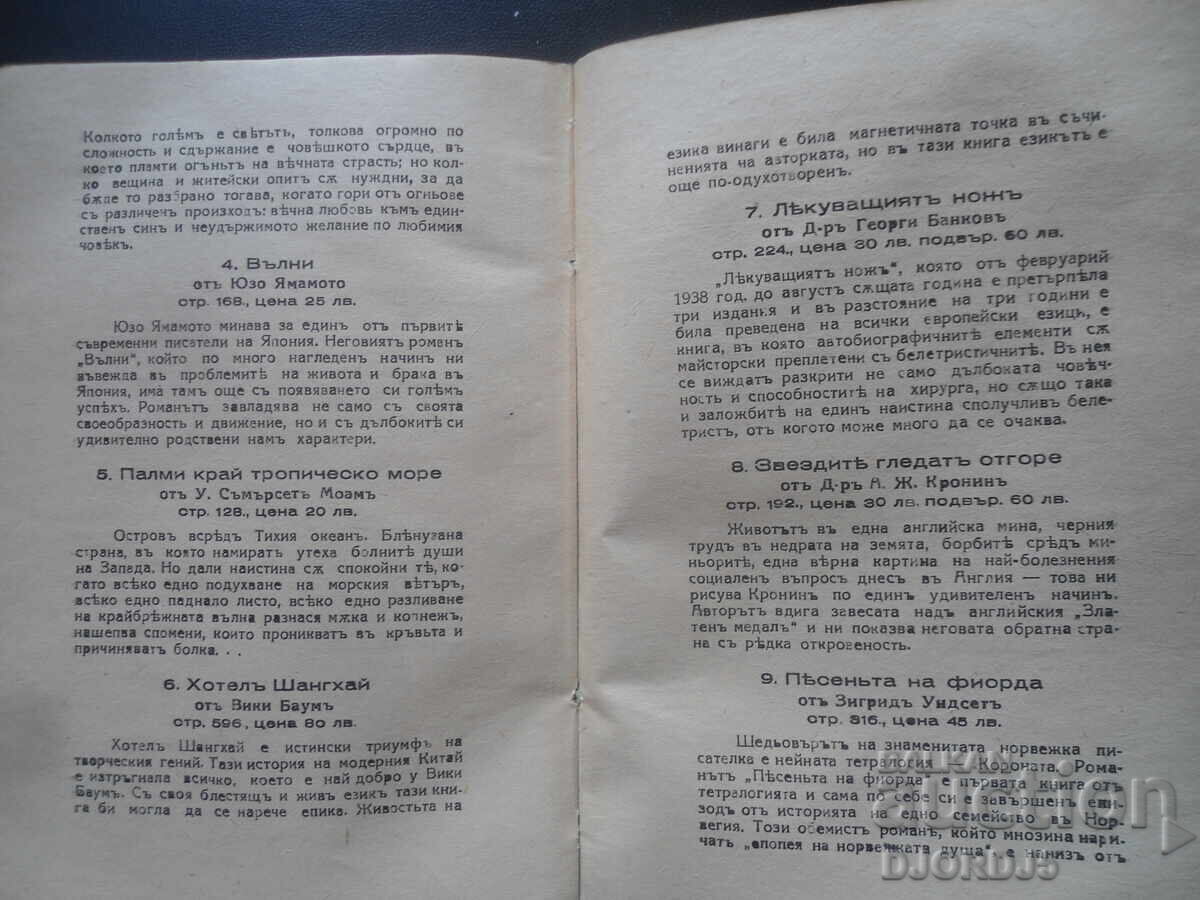 Колкото голѣмъ е свѣтътъ, толкова огромно по
сложность и сдържание е човѣшкото сърдце, въ
което пламти огъньтъ на вѣчната страсть; но кол-
ко вещина и житейски опит сѫ нуждни, за да
бѫде то разбрано тогава, когато гори отъ огньове
съ различенъ произходъ: вѣчна любовь къмъ един-
ственъ синъ и неудържимото желание по любимия
човѣкъ.
4. Вълни
отъ Юзо Ямамото
стр. 168., цена 25 лв.
Юзо Ямамото минава за единъ отъ първитѣ
съвременни писатели на Япония. Неговиятъ романъ
„Вълни“, който по много нагледенъ начинъ ни
въвежда въ проблемитѣ на живота и брака въ
Япония, има тамъ още съ появяването си голѣмъ
успѣхъ. Романътъ завладява не само съ своята
своеобразность и движение, но и съ дълбокитѣ си
удивително родствени намъ характери.
5. Палми край тропическо море
отъ У. Съмърсетъ Моамъ
стр. 128., цена 20 лв.
Островъ всрѣдъ Тихия океанъ. Блѣнувана
страна, въ която намиратъ утеха болнитѣ души
на Запада. Но дали наистина сѫ спокойни тѣ, ко-
гато всѣко едно подухване на морския вѣтъръ,
всѣко едно паднало листо, всѣко едно разливане
на крайбрѣжната вълна разнася мѫка и копнежъ,
нашепва спомени, които проникватъ въ кръвьта и
причиняватъ болка. . .
6. Хотелъ Шангхай
отъ Вики Баумъ
стр. 596, цена 80 лв.
Хотелъ Шангхай е истински триумфъ на
творческия гений. Тази история на модерния Китай
е изтръгнала всичко, което е най добро у Вики
Баумъ. Съ своя блестящъ и живъ език тази кни-
га би могла да се нарече епика. Живостьта на
езика винаги е била магнетичната точка въ съчи-
ненията на авторката, но въ тази книга езикътъ е
още по-одухотворенъ.
7. Лѣкуващиятъ ножъ
отъ Д-ръ Георги Банковъ
стр. 224., цена 30 лв. подвър. 60 лв.
„Лѣкуващиятъ ножъ“, която отъ февруарий
1938 год. до августъ сѫщата година е претърпѣла
три издания и въ разстояние на три години е
била преведена на всички европейски езици, е
книга, въ която автобиографичнитѣ елементи сѫ
майсторски преплетени съ белетристичнитѣ. Въ нея
се виждатъ разкрити не само дълбоката човѣч-
ность и способноститѣ на хирурга, но сѫщо така
и заложбитѣ на единъ наистина сполучливъ беле-
тристъ, отъ когото може много да се очаква.
8. Звездитѣ гледатъ отгоре
отъ Д-ръ А. Ж. Кронинъ
стр. 192., цена 30 лв. подвър. 60 лв.
Животътъ въ една английска мина, черния
трудъ въ недрата на земята, борбитѣ срѣдъ ми-
ньоритѣ, една вѣрна картина на най-болезнения
социаленъ въпросъ днесъ въ Англия — това ни
рисува Кронинъ по единъ удивителенъ начинъ.
Авторътъ вдига завесата надъ английския „Зла-
тенъ медалъ“ и ни показва неговата обратна стра-
на съ рѣдка откровеность.
9. Пѣсеньта на фиорда
отъ Зигридъ Ундсетъ
стр. 316., цена 45 лв.
Шедьовърътъ на знаменитата норвежка пи-
сателка е нейната тетралогия „Короната“. Рома-
нътъ „Пѣсеньта на фиорда“ е първата книга отъ
тетралогията и сама по себе си е завършенъ епи-
зодъ отъ историята на едно семейство въ Нор-
вегия. Този обемистъ романъ, който мнозина нари-
чатъ „епопея на норвежката душа“, е нанизъ отъ
BALKAN
auction
DJORDJ5